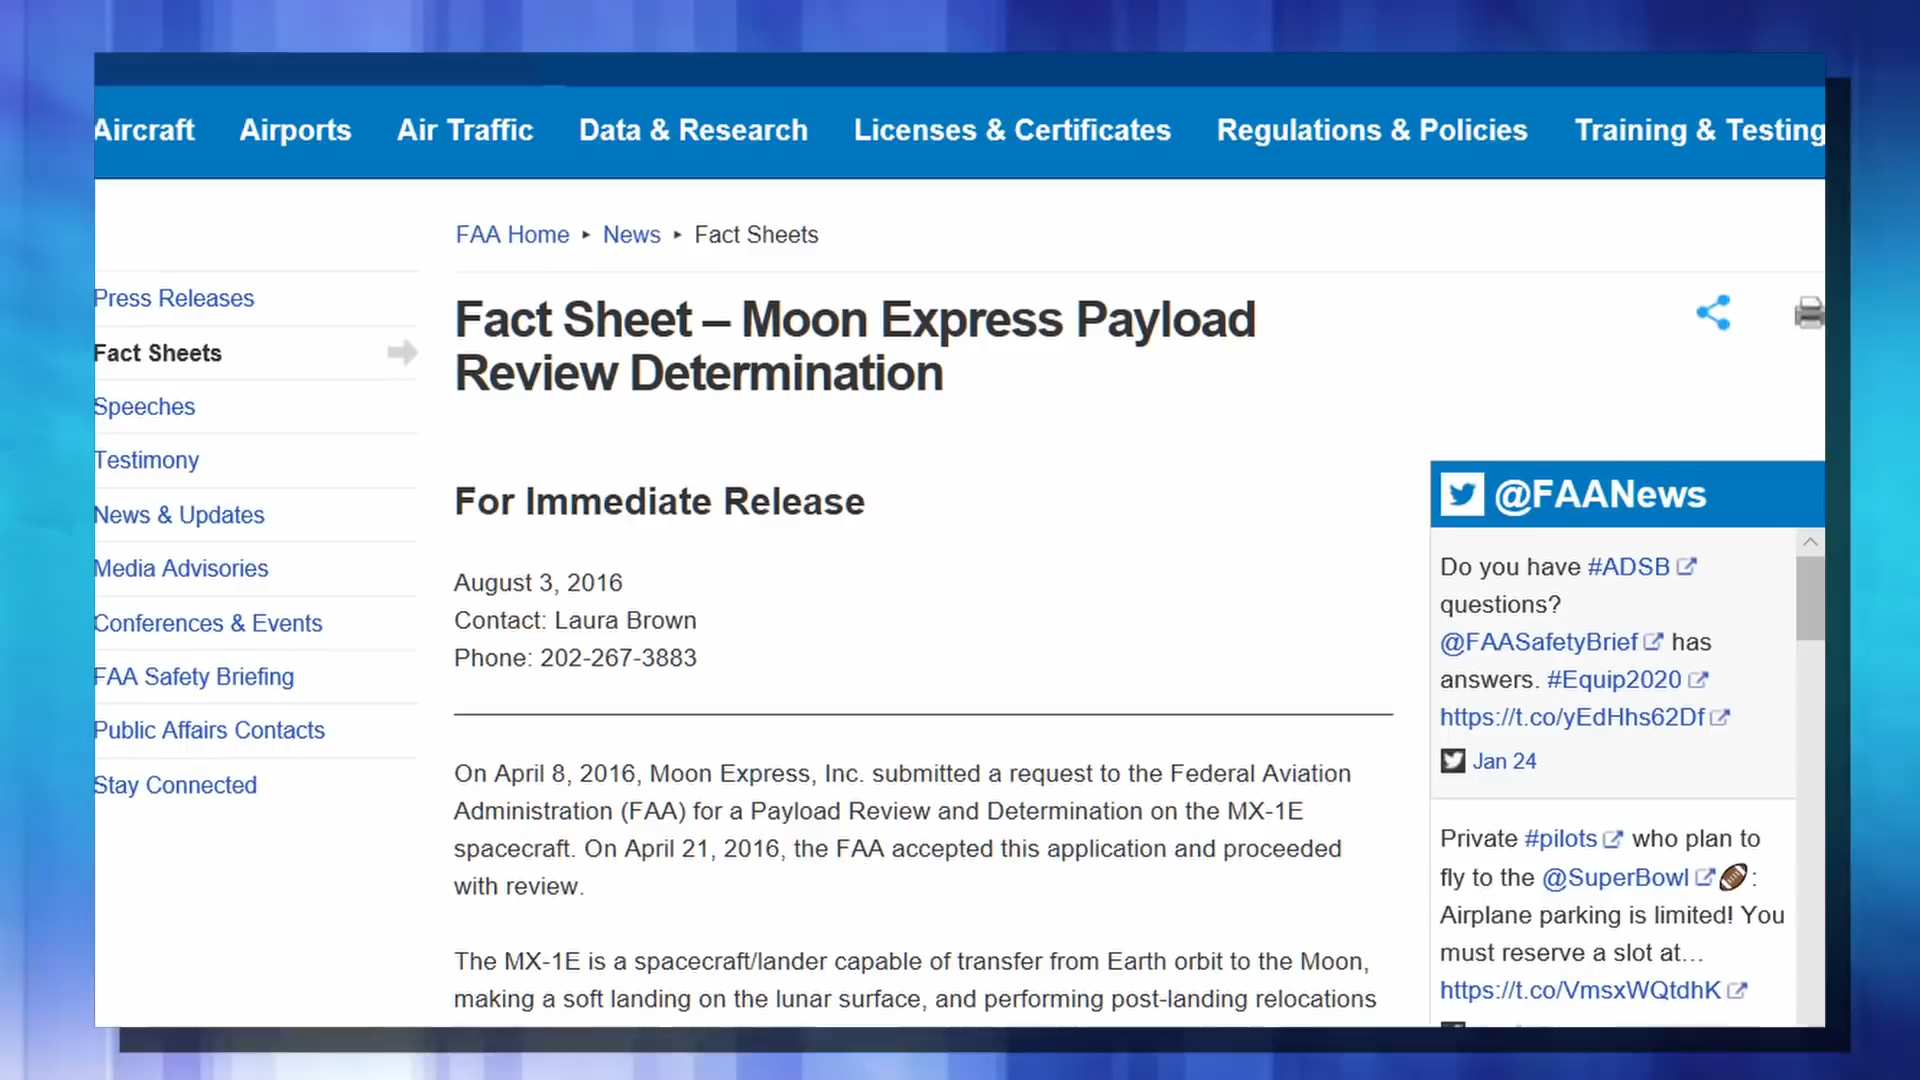 Aircraft Airports Air Traffic Data & Research Licenses & Certificates Regulations & Policies Training & Testing
FAA Home ▸ News ▸ Fact Sheets
Press Releases
Fact Sheets
Speeches
Testimony
News & Updates
Media Advisories
Conferences & Events
FAA Safety Briefing
Public Affairs Contacts
Stay Connected
Fact Sheet – Moon Express Payload
Review Determination
For Immediate Release
August 3, 2016
Contact: Laura Brown
Phone: 202-267-3883
On April 8, 2016, Moon Express, Inc. submitted a request to the Federal Aviation
Administration (FAA) for a Payload Review and Determination on the MX-1E
spacecraft. On April 21, 2016, the FAA accepted this application and proceeded
with review.
The MX-1E is a spacecraft/lander capable of transfer from Earth orbit to the Moon,
making a soft landing on the lunar surface, and performing post-landing relocations
@FAANews
Do you have #ADSB
questions?
@FAASafetyBrief has
answers. #Equip2020
https://t.co/yEdHhs62Df
Jan 24
Private #pilots who plan to
fly to the @SuperBowl 🏈:
Airplane parking is limited! You
must reserve a slot at…
https://t.co/VmsxWQtdhK